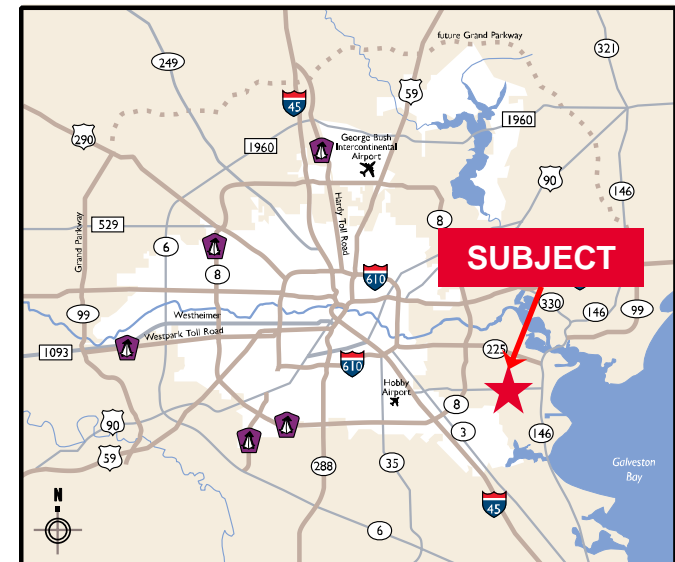 future Grand Parkway
321
249
59
45
1960
290
1960
George Bush
Intercontinental
Airport
90
146
Hardy Toll Road
529
8
Grand Parkway
6
SUBJECT
8
610
330
146
99
99
Westheimer
Westpark Toll Road
225
1093
610
Hobby
Airport
8
90
3
146
59
288
35
Galveston
Bay
N
45
6